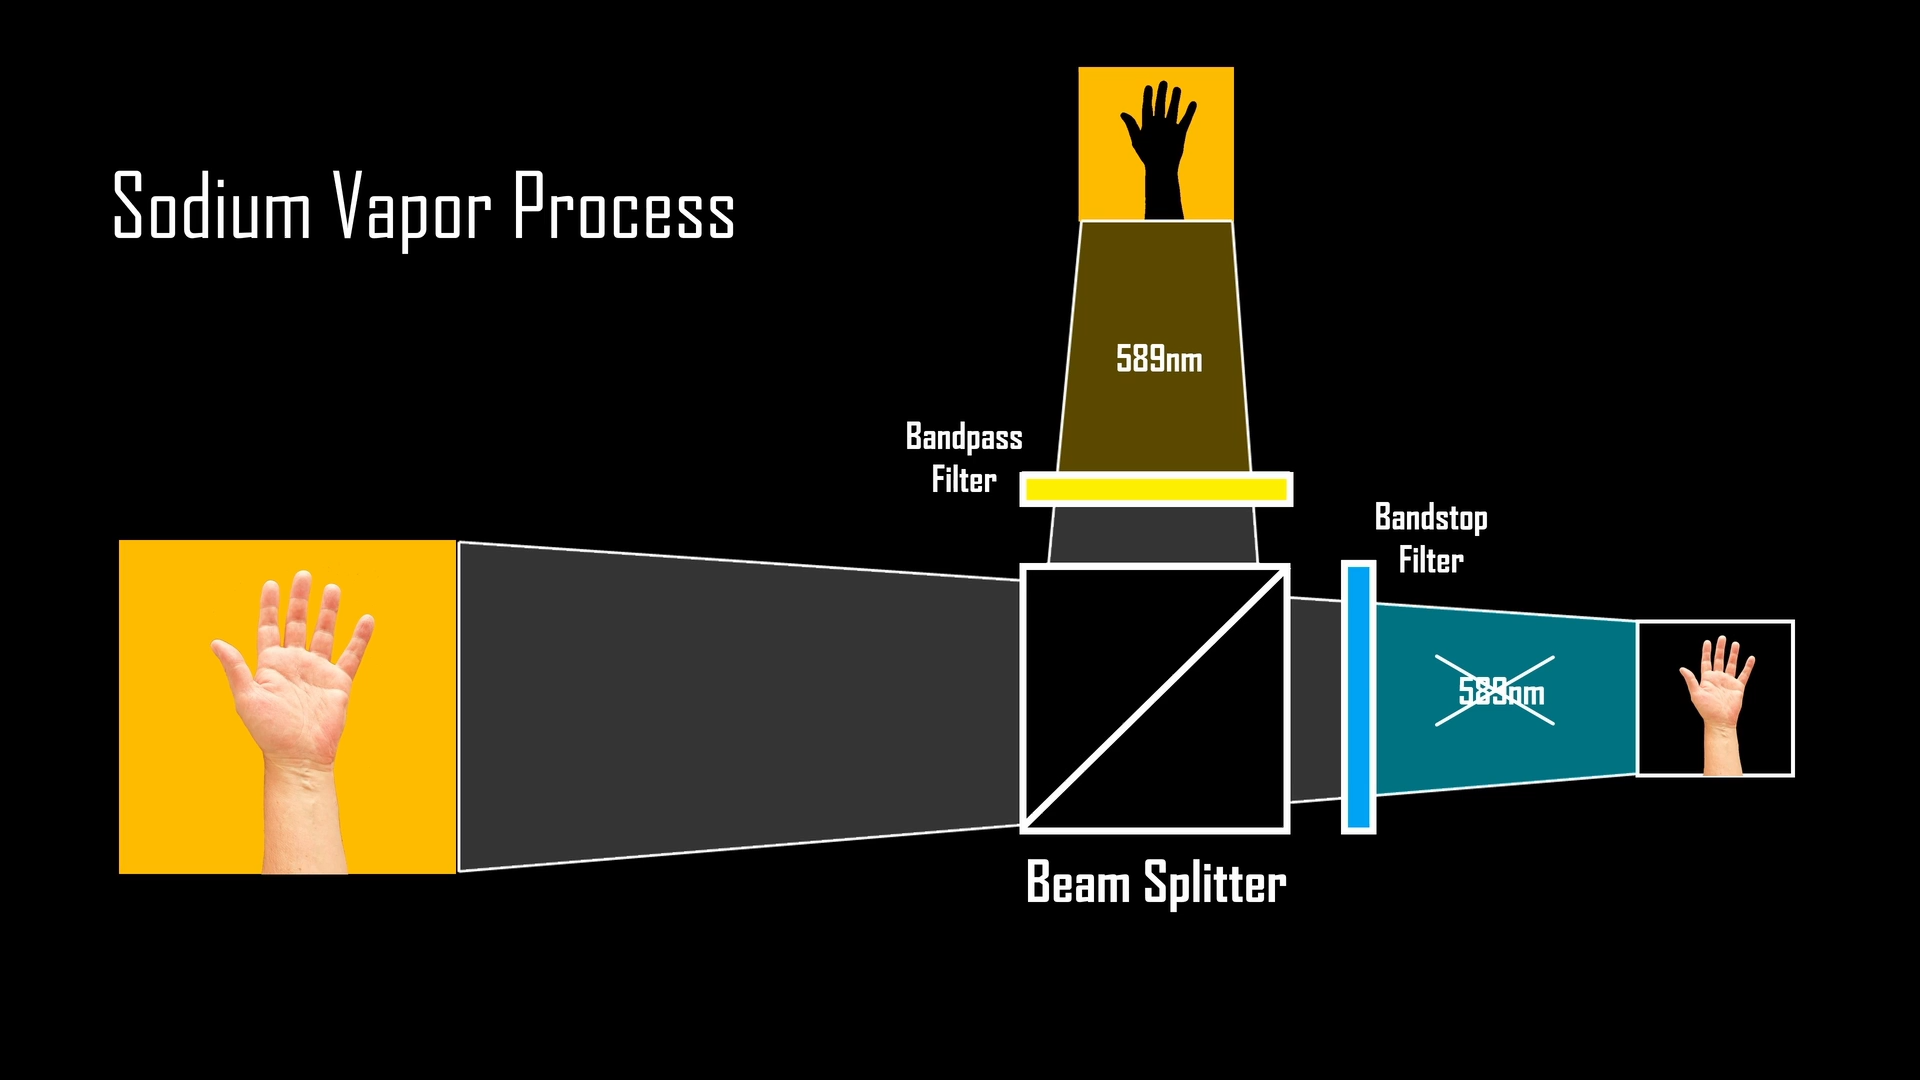 Sodium Vapor Process
589nm
Bandpass
Filter
Bandstop
Filter
589nm
Beam Splitter